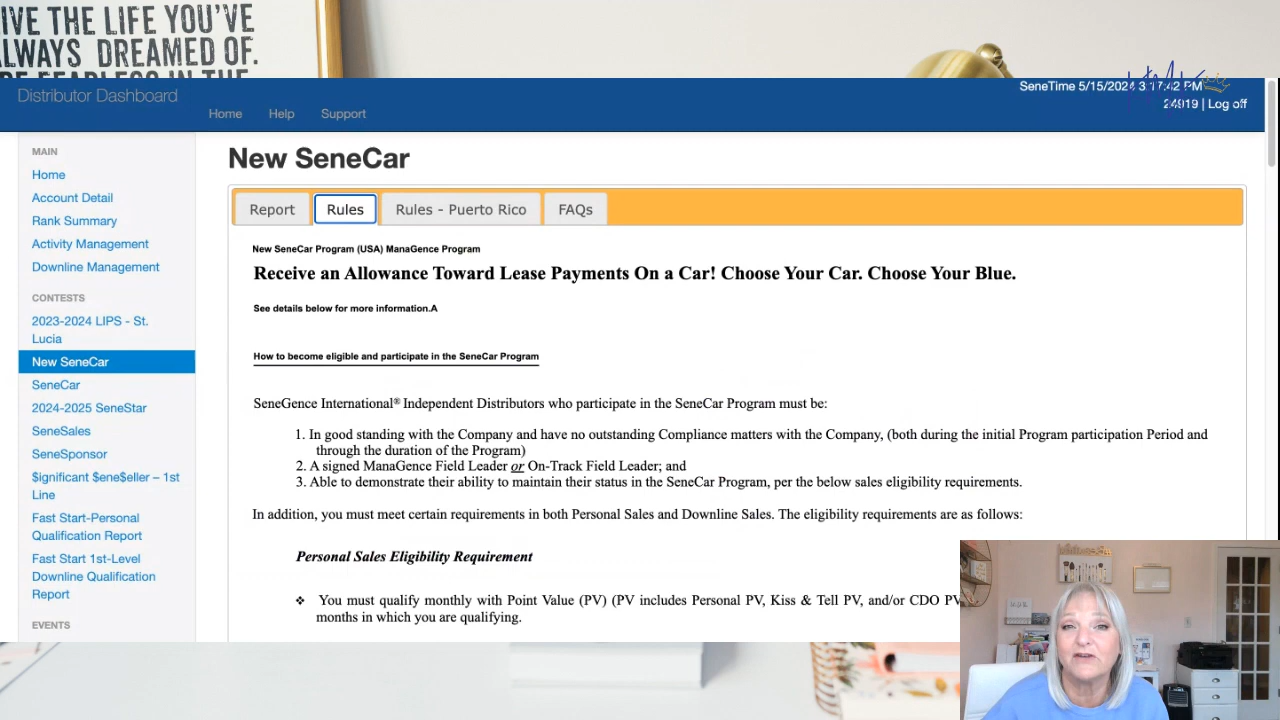 IVE THE LIFE YOU'VE
ALWAYS DREAMED OF.
BE FEARLESS IN THE
Distributor Dashboard
Home Help Support
SeneTime 5/15/2024 3:17:42 PM
24919 | Log off
MAIN
Home
Account Detail
Rank Summary
Activity Management
Downline Management
CONTESTS
2023-2024 LIPS - St.
Lucia
New SeneCar
SeneCar
2024-2025 SeneStar
SeneSales
SeneSponsor
$ignificant $ene$eller – 1st
Line
Fast Start-Personal
Qualification Report
Fast Start 1st-Level
Downline Qualification
Report
EVENTS
New SeneCar
Report Rules Rules - Puerto Rico FAQs
New SeneCar Program (USA) ManaGence Program
Receive an Allowance Toward Lease Payments On a Car! Choose Your Car. Choose Your Blue.
See details below for more information.A
How to become eligible and participate in the SeneCar Program
SeneGence International® Independent Distributors who participate in the SeneCar Program must be:
1. In good standing with the Company and have no outstanding Compliance matters with the Company, (both during the initial Program participation Period and
through the duration of the Program)
2. A signed ManaGence Field Leader or On-Track Field Leader; and
3. Able to demonstrate their ability to maintain their status in the SeneCar Program, per the below sales eligibility requirements.
In addition, you must meet certain requirements in both Personal Sales and Downline Sales. The eligibility requirements are as follows:
Personal Sales Eligibility Requirement
❖ You must qualify monthly with Point Value (PV) (PV includes Personal PV, Kiss & Tell PV, and/or CDO PV
months in which you are qualifying.